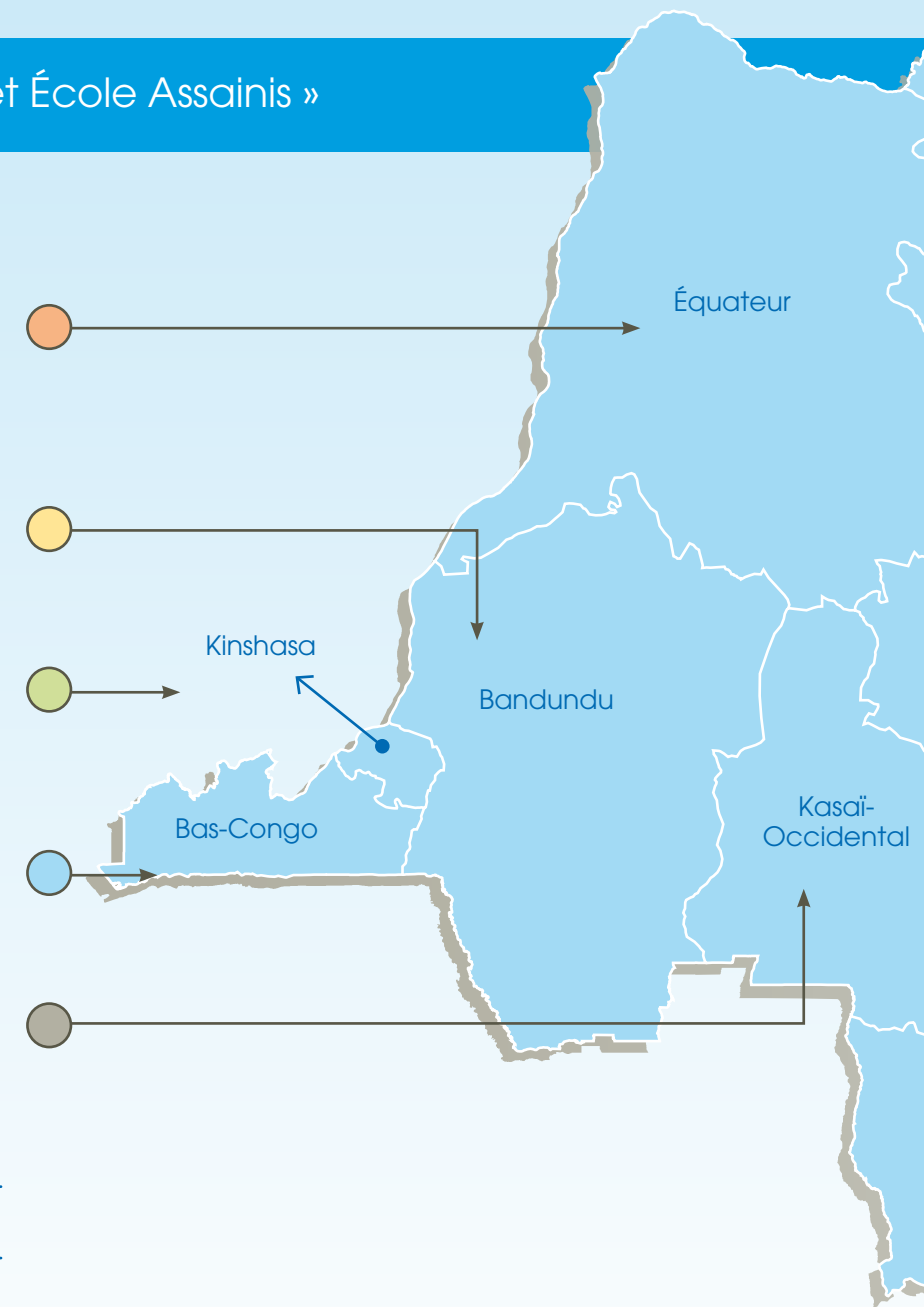 et École Assainis »
Équateur
Kinshasa
Bandundu
Bas-Congo
Kasaï-
Occidental